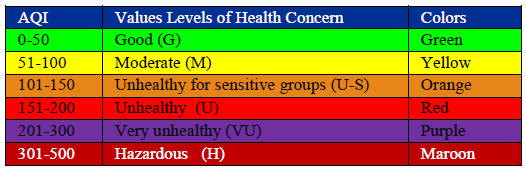 AQI Values Levels of Health Concern Colors
0-50 Good (G) Green
51-100 Moderate (M) Yellow
101-150 Unhealthy for sensitive groups (U-S) Orange
151-200 Unhealthy (U) Red
201-300 Very unhealthy (VU) Purple
301-500 Hazardous (H) Maroon